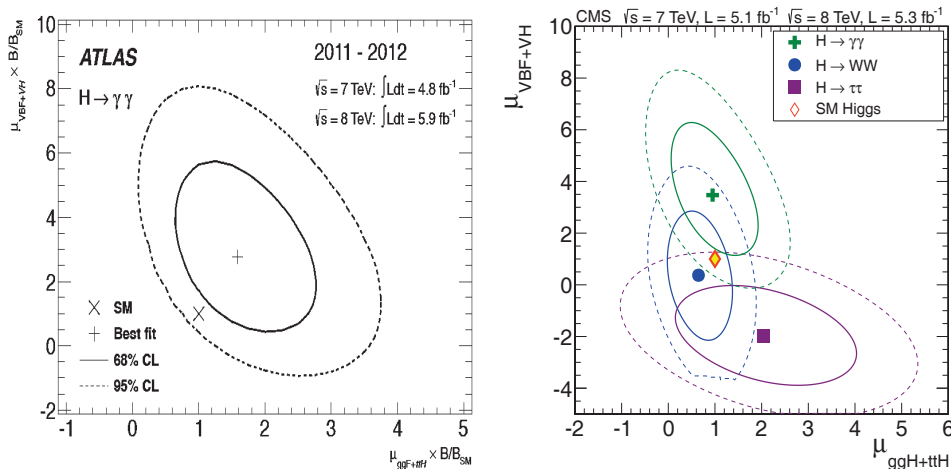 ATLAS
2011 - 2012
H→γγ
√s = 7 TeV: ∫Ldt = 4.8 fb⁻¹
√s = 8 TeV: ∫Ldt = 5.9 fb⁻¹
SM
Best fit
68% CL
95% CL
μ_VBF+VH × B/B_SM
10
8
6
4
2
0
-2
-1 0 1 2 3 4 5
μ_ggF+ttH × B/B_SM
CMS √s = 7 TeV, L = 5.1 fb⁻¹ √s = 8 TeV, L = 5.3 fb⁻¹
H → γγ
H → WW
H → ττ
SM Higgs
μ_VBF+VH
10
8
6
4
2
0
-2
-4
-2 -1 0 1 2 3 4 5 6
μ_ggH+ttH